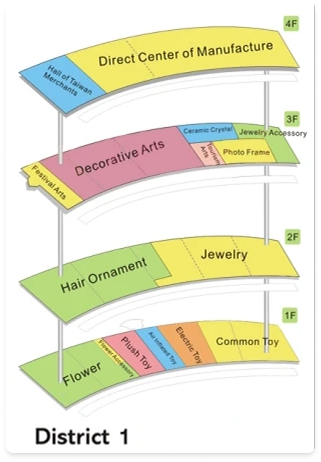 4F
Direct Center of Manufacture
Hall of Taiwan
Merchants
3F
Ceramic Crystal
Jewelry Accessory
Decorative Arts
Tourism
Arts
Photo Frame
Festival Arts
2F
Jewelry
Hair Ornament
1F
Common Toy
Electric Toy
Air Inflated Toy
Plush Toy
Flower Accessory
Flower
District 1